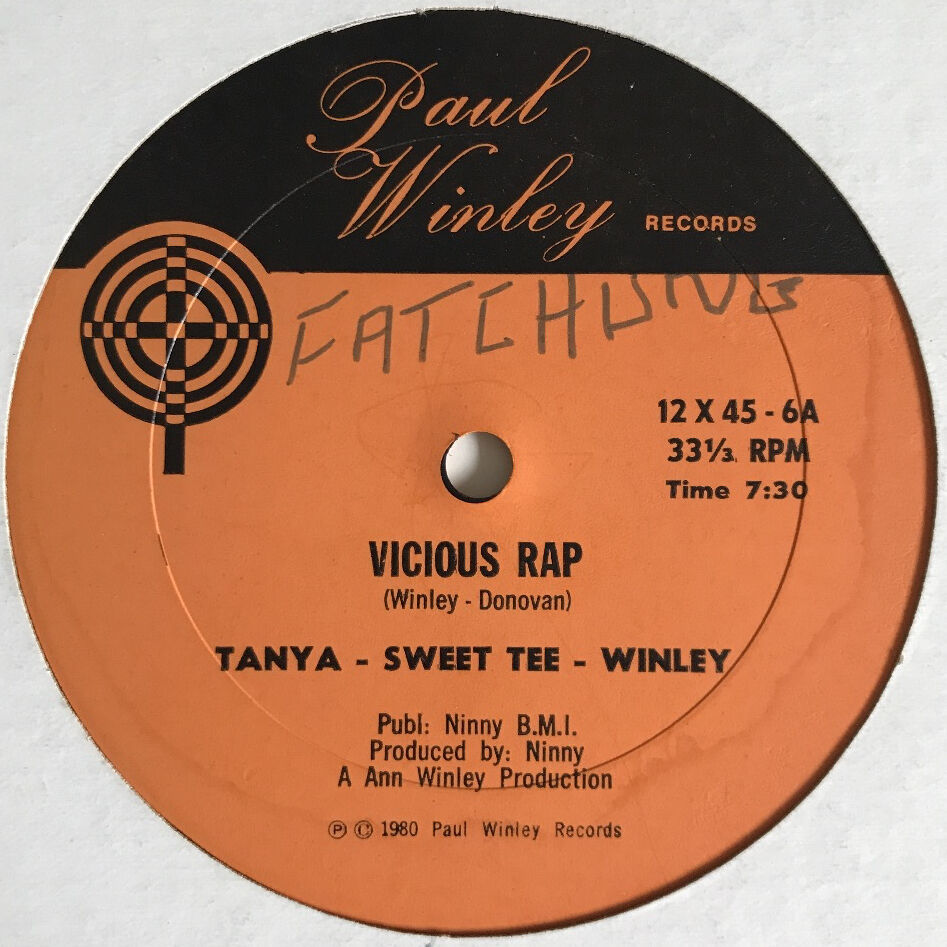 Paul
Winley RECORDS
FATCHUNG
12 X 45 - 6A
33⅓ RPM
Time 7:30
VICIOUS RAP
(Winley - Donovan)
TANYA - SWEET TEE - WINLEY
Publ: Ninny B.M.I.
Produced by: Ninny
A Ann Winley Production
Ⓟ © 1980 Paul Winley Records